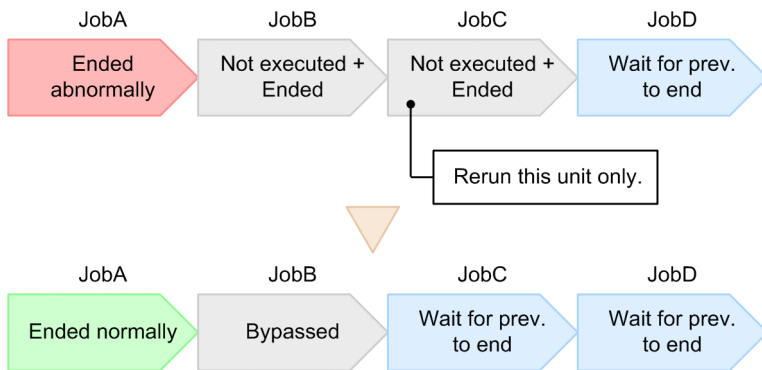 JobA JobB JobC JobD
Ended Not executed + Not executed + Wait for prev.
abnormally Ended Ended to end
Rerun this unit only.
JobA JobB JobC JobD
Ended normally Bypassed Wait for prev. Wait for prev.
to end to end